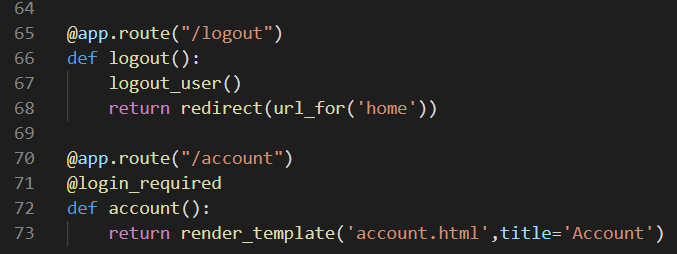 64
65 @app.route("/logout")
66 def logout():
67     logout_user()
68     return redirect(url_for('home'))
69
70 @app.route("/account")
71 @login_required
72 def account():
73     return render_template('account.html',title='Account')